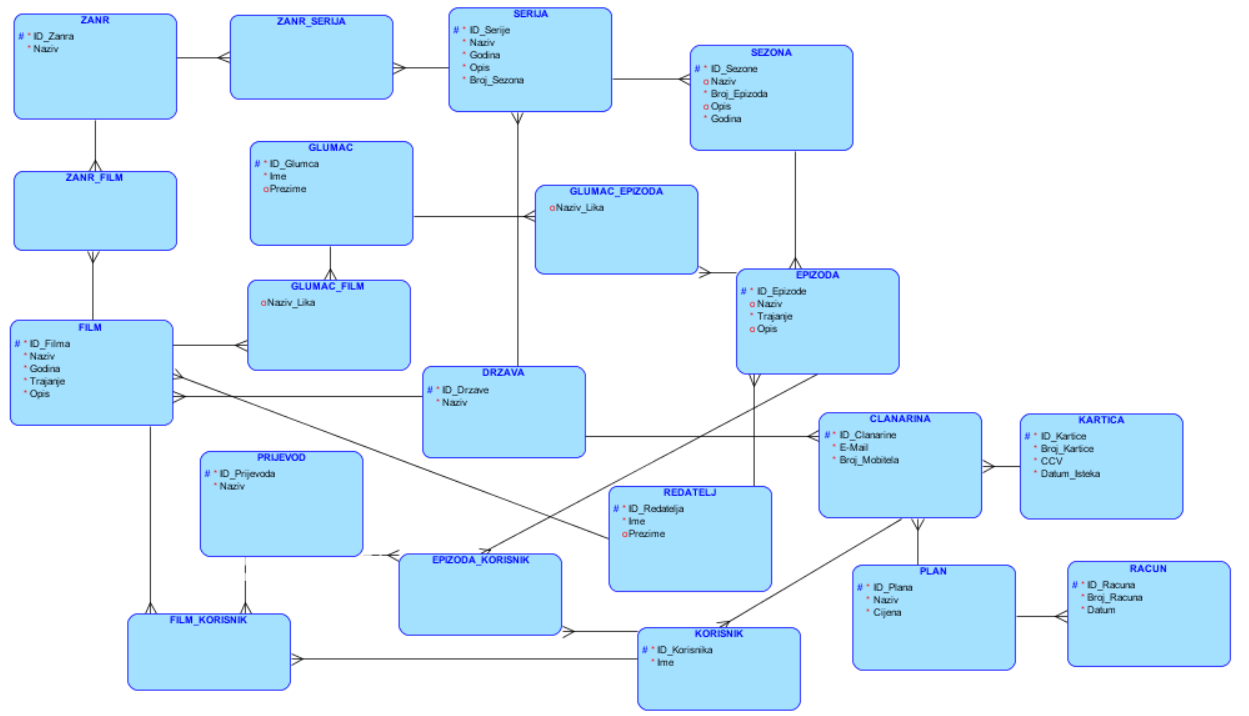 ZANR
# * ID_Zanra
* Naziv
ZANR_SERIJA
SERIJA
# * ID_Serije
* Naziv
* Godina
* Opis
* Broj_Sezona
SEZONA
# * ID_Sezone
o Naziv
* Broj_Epizoda
o Opis
* Godina
GLUMAC
# * ID_Glumca
* Ime
o Prezime
ZANR_FILM
GLUMAC_EPIZODA
o Naziv_Lika
EPIZODA
# * ID_Epizode
o Naziv
* Trajanje
o Opis
GLUMAC_FILM
o Naziv_Lika
FILM
# * ID_Filma
* Naziv
* Godina
* Trajanje
* Opis
DRZAVA
# * ID_Drzave
* Naziv
CLANARINA
# * ID_Clanarine
* E-Mail
* Broj_Mobitela
KARTICA
# * ID_Kartice
* Broj_Kartice
* CCV
* Datum_Isteka
PRIJEVOD
# * ID_Prijevoda
* Naziv
REDATELJ
# * ID_Redatelja
* Ime
o Prezime
EPIZODA_KORISNIK
PLAN
# * ID_Plana
* Naziv
* Cijena
RACUN
# * ID_Racuna
* Broj_Racuna
* Datum
FILM_KORISNIK
KORISNIK
# * ID_Korisnika
* Ime